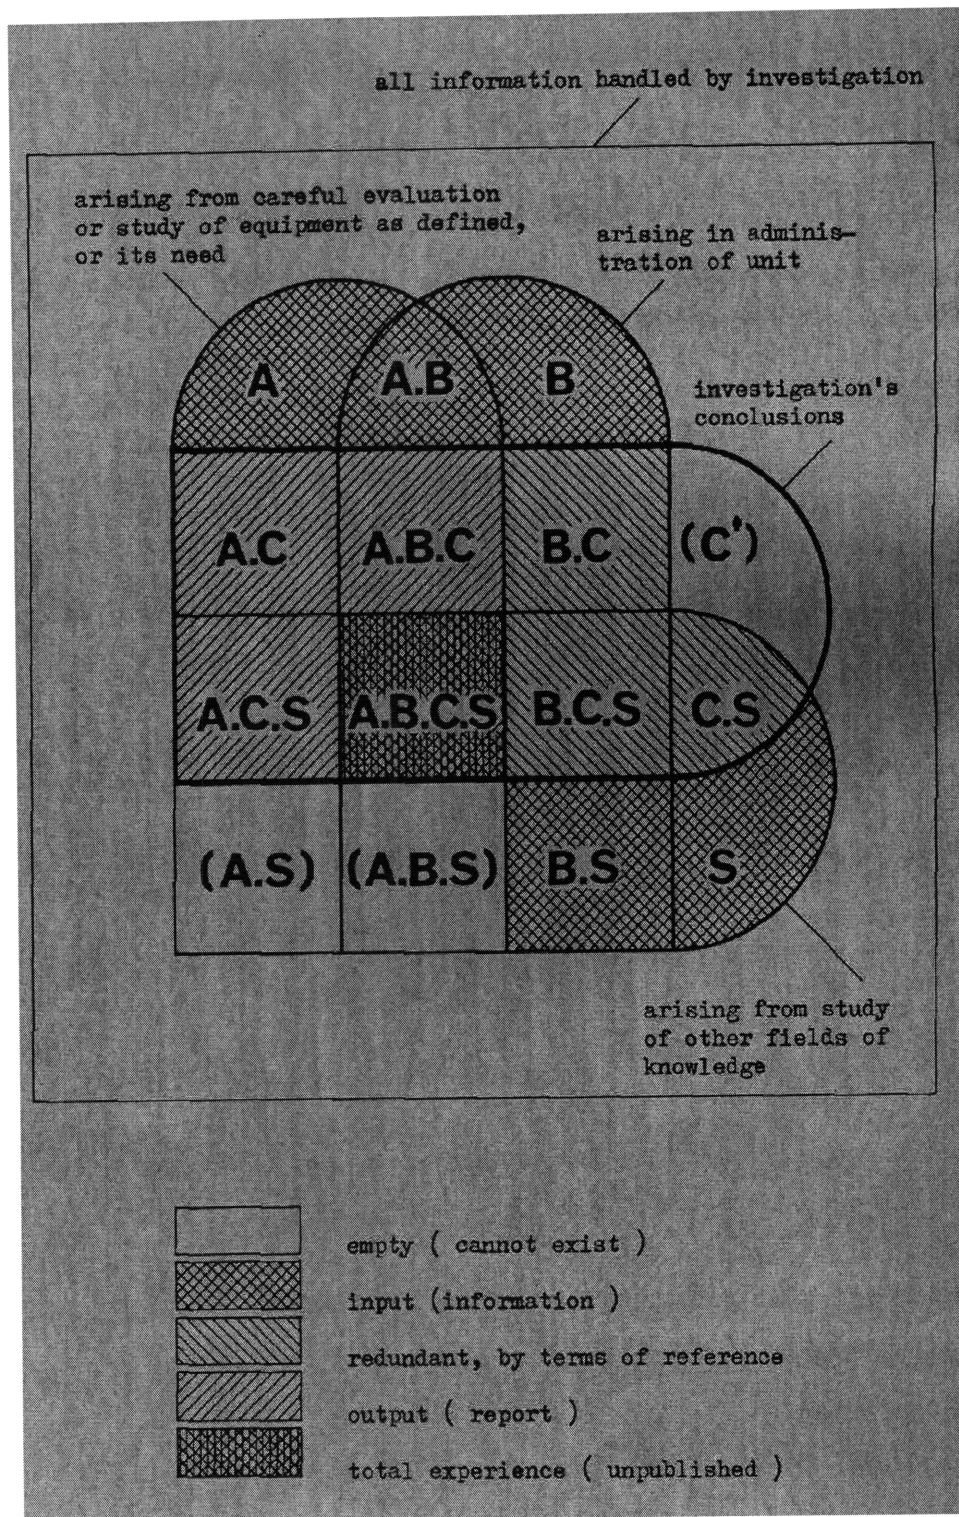 all information handled by investigation
arising from careful evaluation
or study of equipment as defined,
or its need
arising in adminis-
tration of unit
A
A.B
B
investigation's
conclusions
A.C
A.B.C
B.C
(C')
A.C.S
A.B.C.S
B.C.S
C.S
(A.S)
(A.B.S)
B.S
S
arising from study
of other fields of
knowledge
empty ( cannot exist )
input (information )
redundant, by terms of reference
output ( report )
total experience ( unpublished )